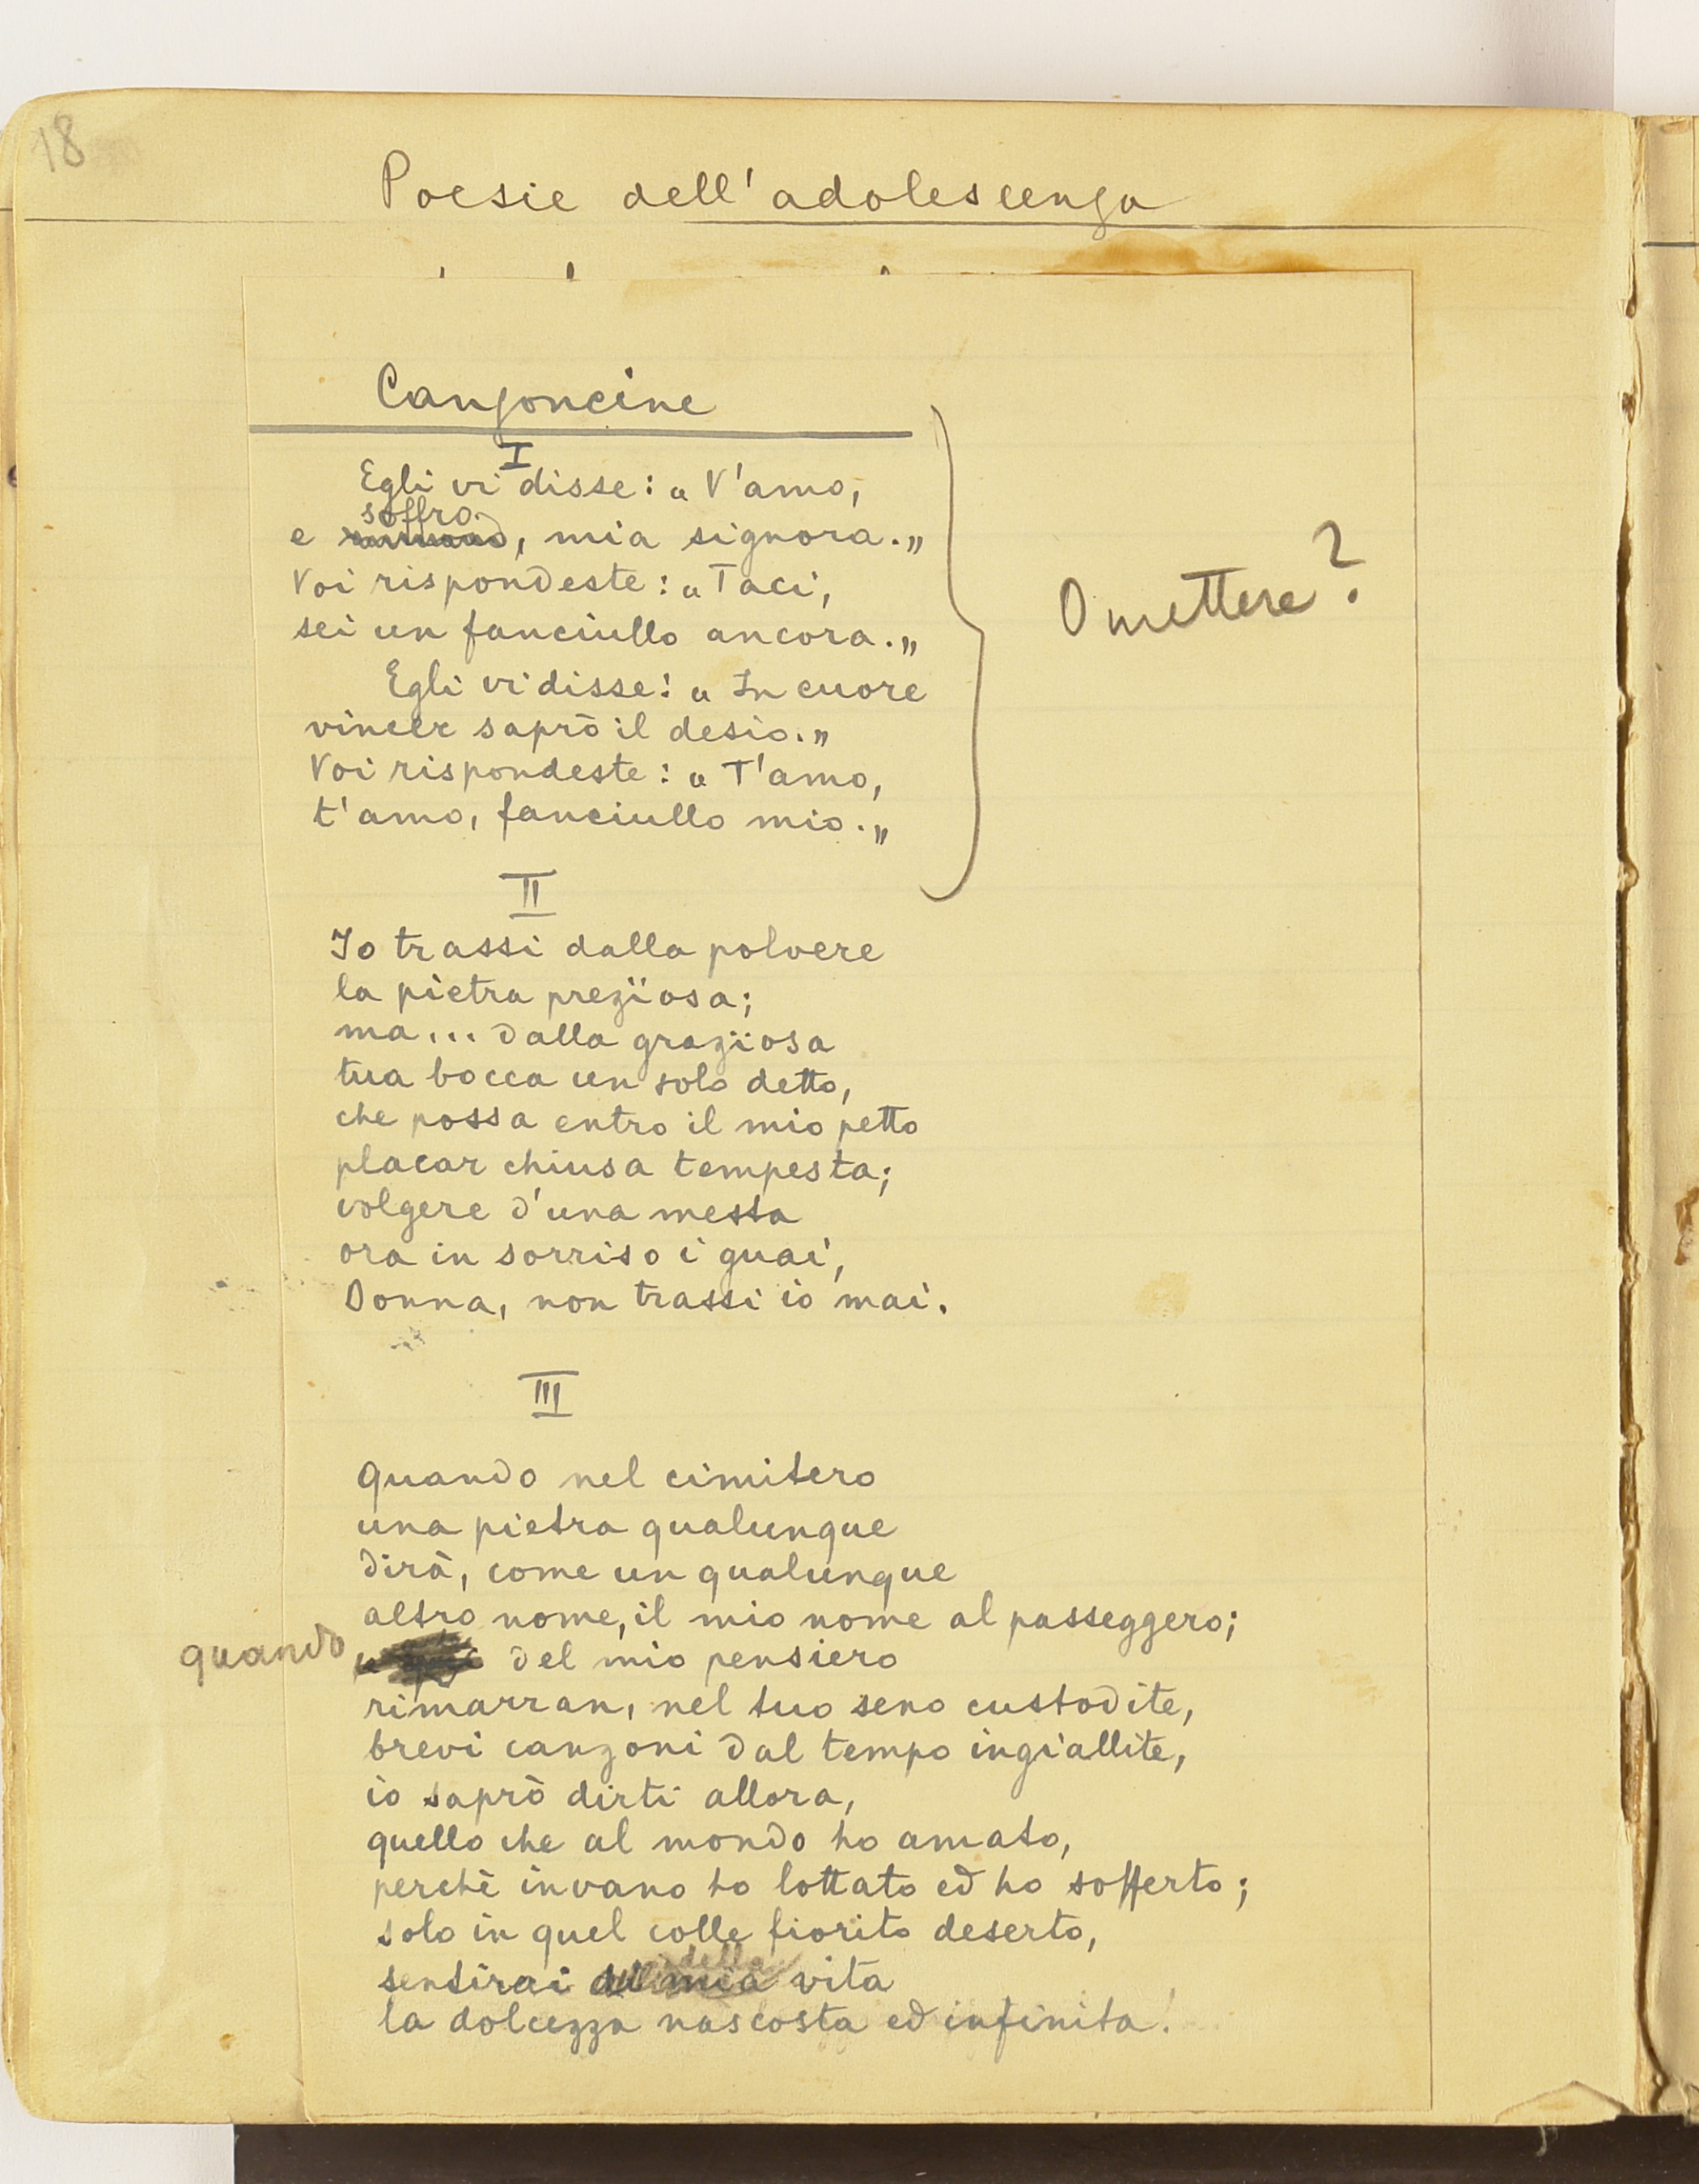 18
Poesie dell'adolescenza
Canzoncine
I
Egli vi disse: „ V'amo,
soffro
e , mia signora.„
Voi rispondeste: „ Taci,
sei un fanciullo ancora.„
Egli vi disse: „ In cuore
vincer saprò il desio.„
Voi rispondeste: „ T'amo,
t'amo, fanciullo mio.„
Omettere?
II
Io trassi dalla polvere
la pietra prezïosa;
ma... dalla grazïosa
tua bocca un solo detto,
che possa entro il mio petto
placar chiusa tempesta;
volgere d'una mesta
ora in sorriso i guai,
Donna, non trassi io mai.
III
Quando nel cimitero
una pietra qualunque
dirà, come un qualunque
altro nome, il mio nome al passeggero;
quando del mio pensiero
rimarran, nel tuo seno custodite,
brevi canzoni dal tempo ingiallite,
io saprò dirti allora,
quello che al mondo ho amato,
perchè invano ho lottato ed ho sofferto;
solo in quel colle fiorito deserto,
della
sentirai mia vita
la dolcezza nascosta ed infinita!